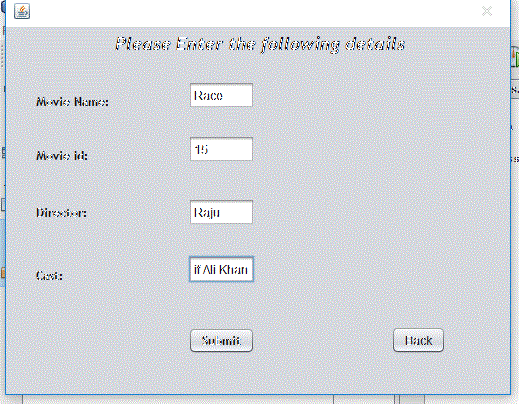 Please Enter the following details
Movie Name: Race
Movie id: 15
Director: Raju
Cast: if Ali Khan
Submit Back